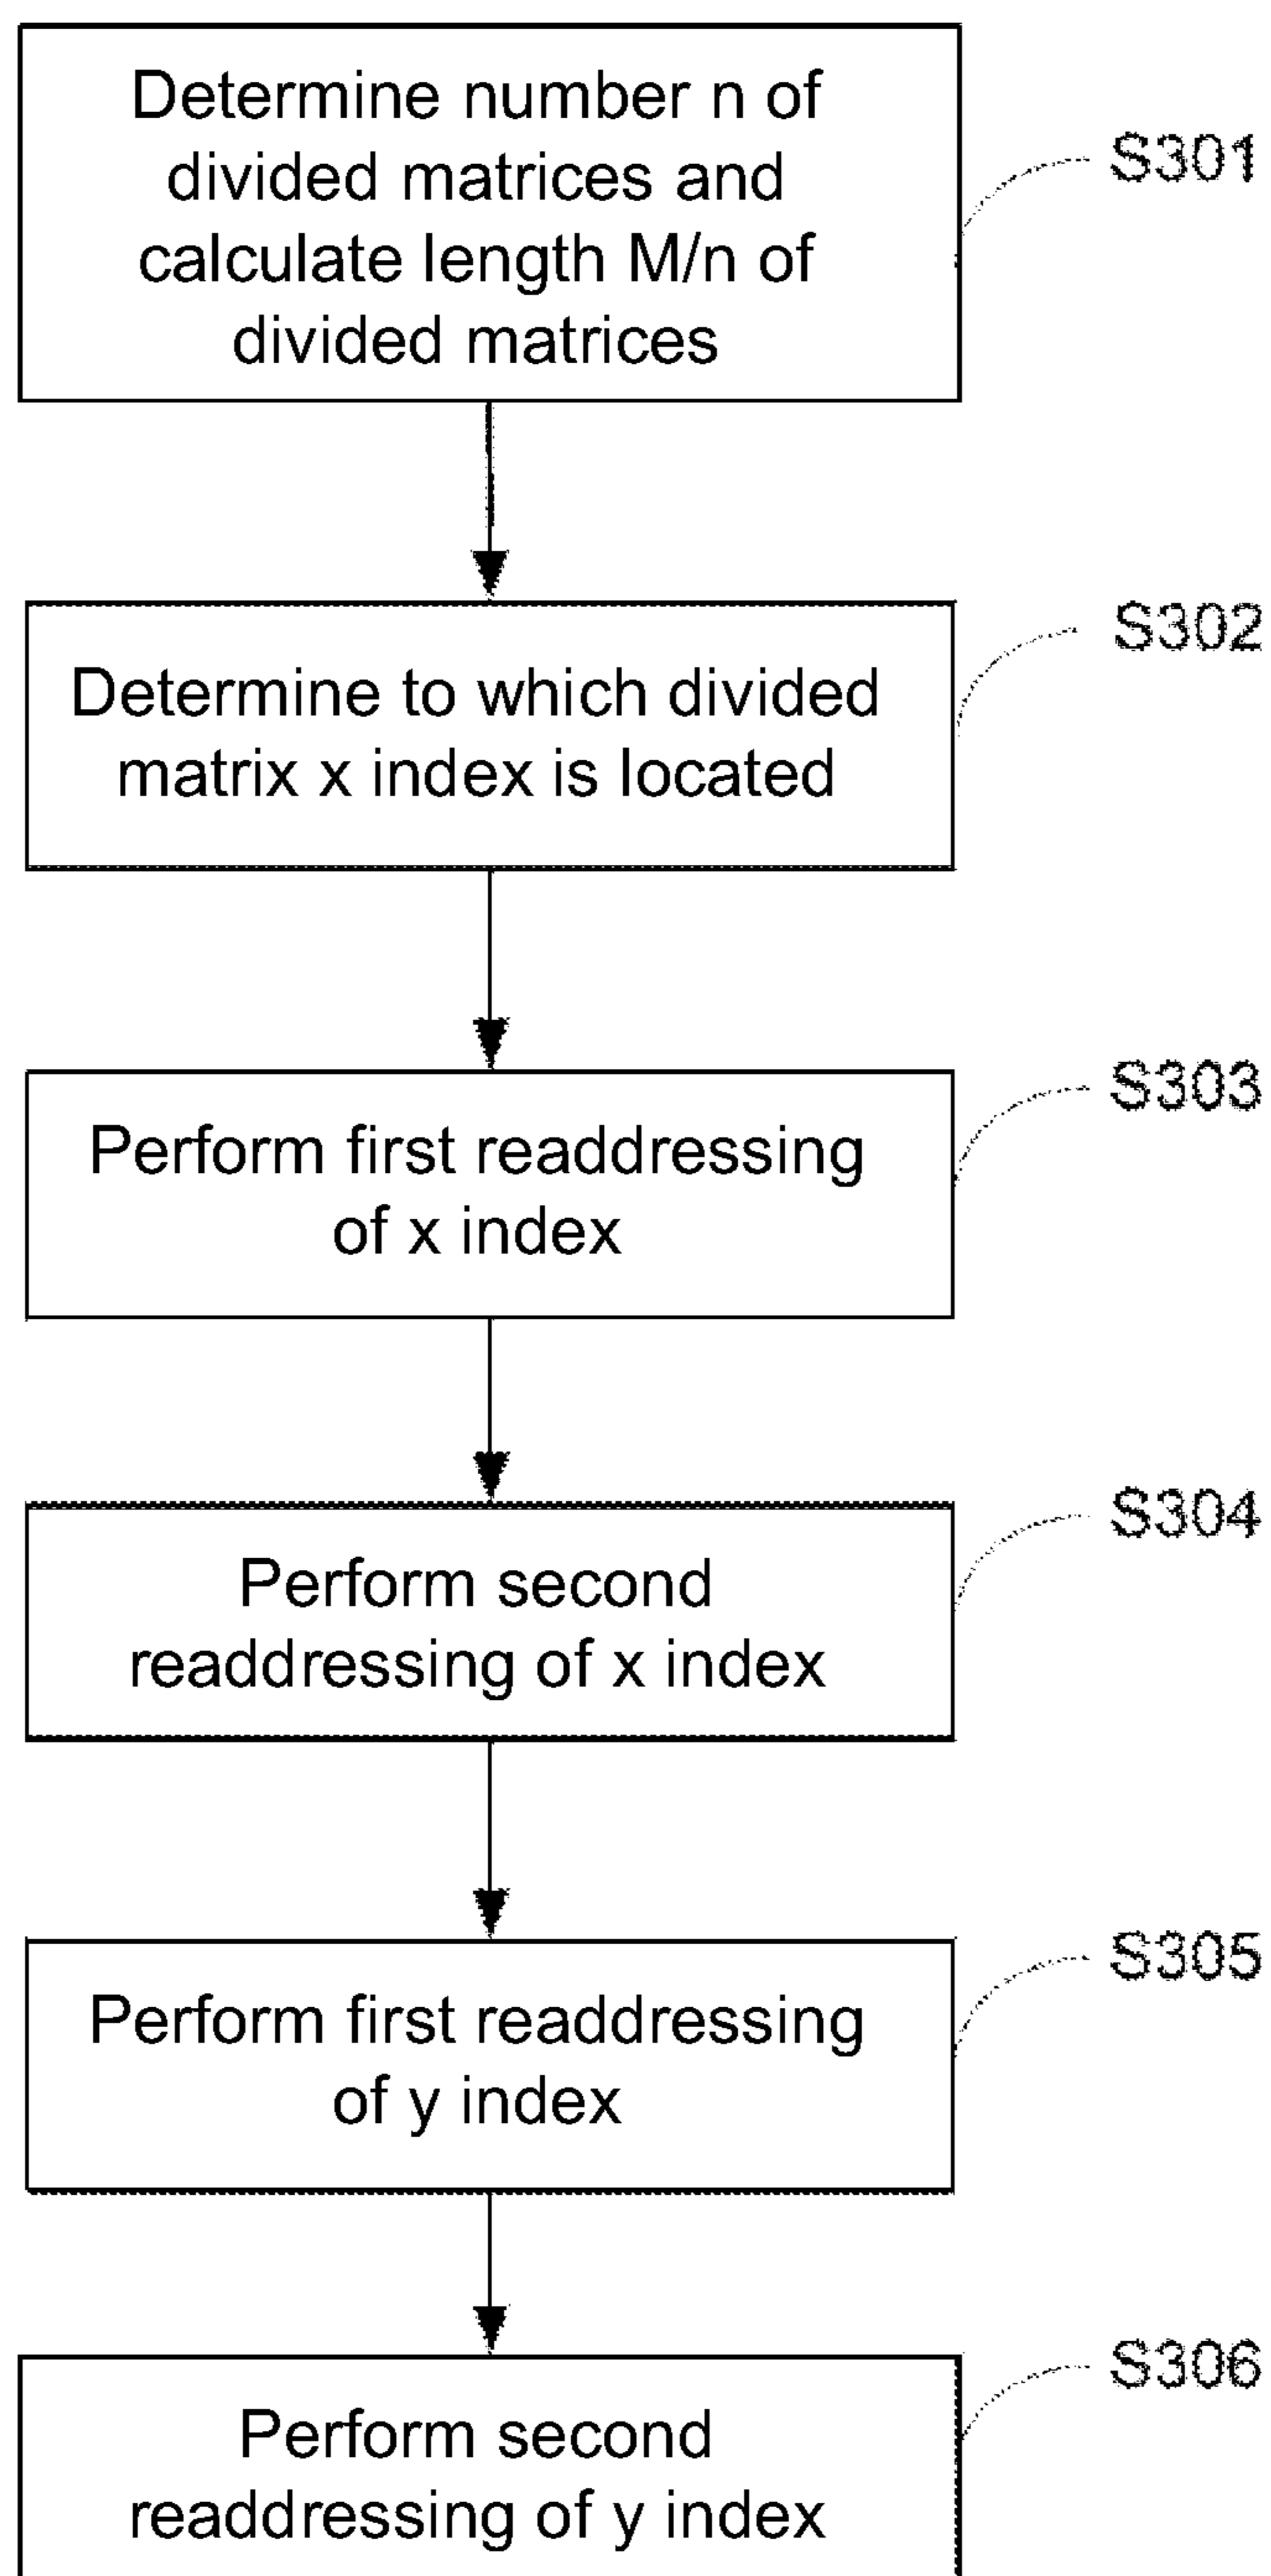 Determine number n of
divided matrices and
calculate length M/n of
divided matrices
S301
Determine to which divided
matrix x index is located
S302
Perform first readdressing
of x index
S303
Perform second
readdressing of x index
S304
Perform first readdressing
of y index
S305
Perform second
readdressing of y index
S306